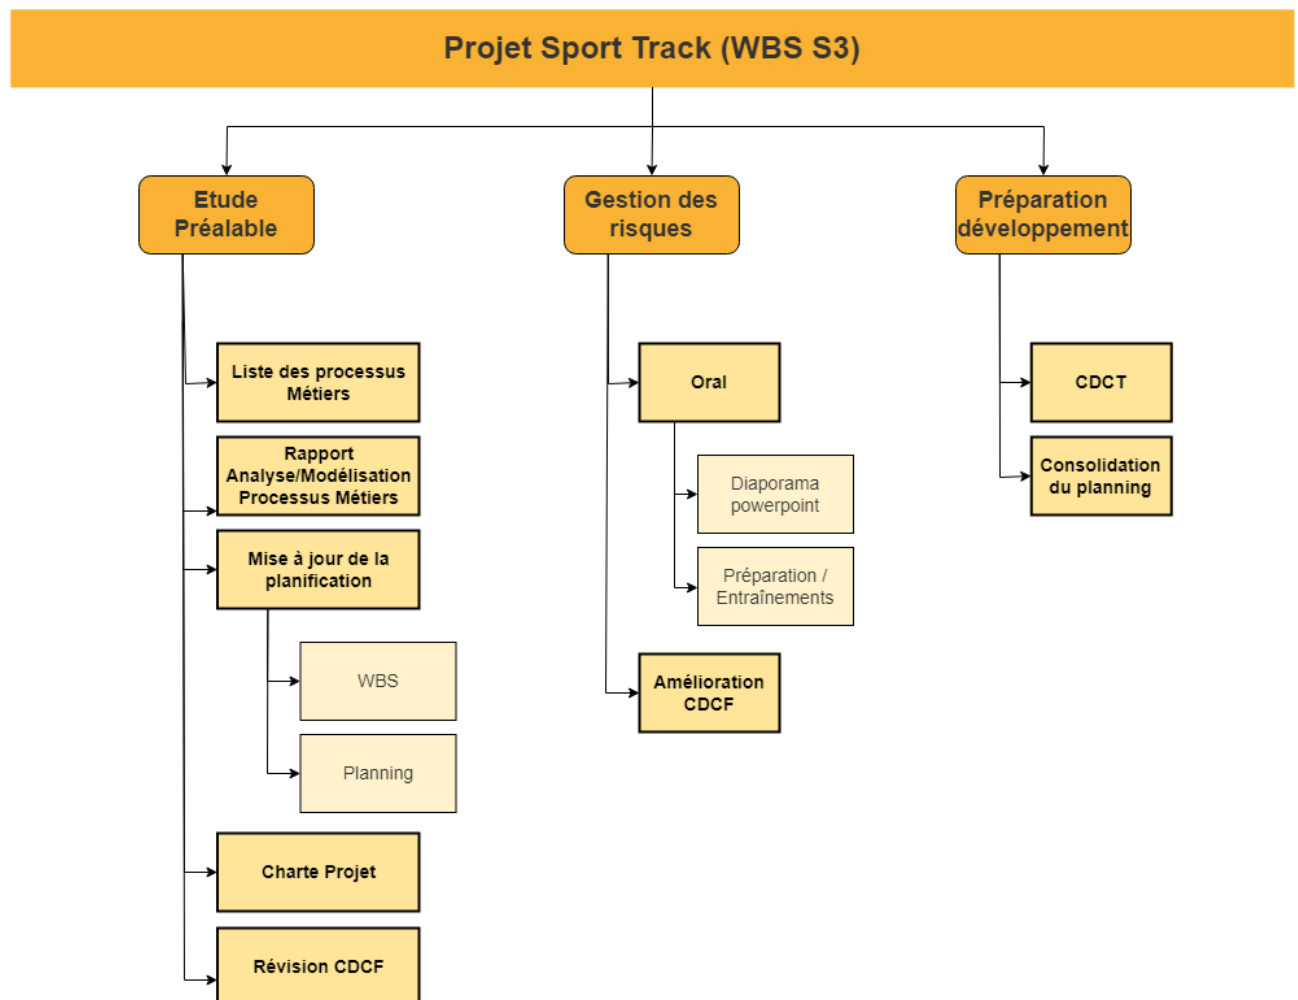 Projet Sport Track (WBS S3)
Etude
Préalable
Gestion des
risques
Préparation
développement
Liste des processus
Métiers
Rapport
Analyse/Modélisation
Processus Métiers
Mise à jour de la
planification
WBS
Planning
Charte Projet
Révision CDCF
Oral
Diaporama
powerpoint
Préparation /
Entraînements
Amélioration
CDCF
CDCT
Consolidation
du planning